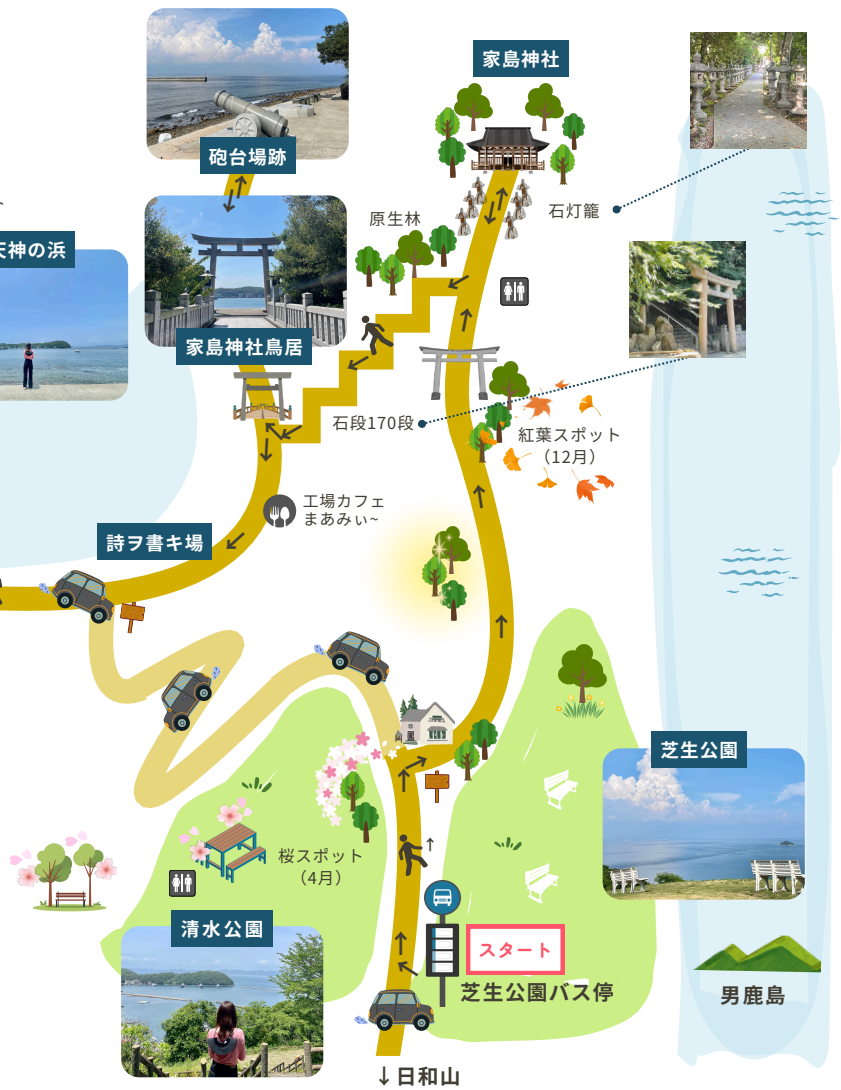 家島神社
砲台場跡
石灯籠
原生林
天神の浜
家島神社鳥居
石段170段
紅葉スポット
（12月）
工場カフェ
まあみぃ~
詩ヲ書キ場
芝生公園
桜スポット
（4月）
清水公園
スタート
芝生公園バス停
男鹿島
↓日和山